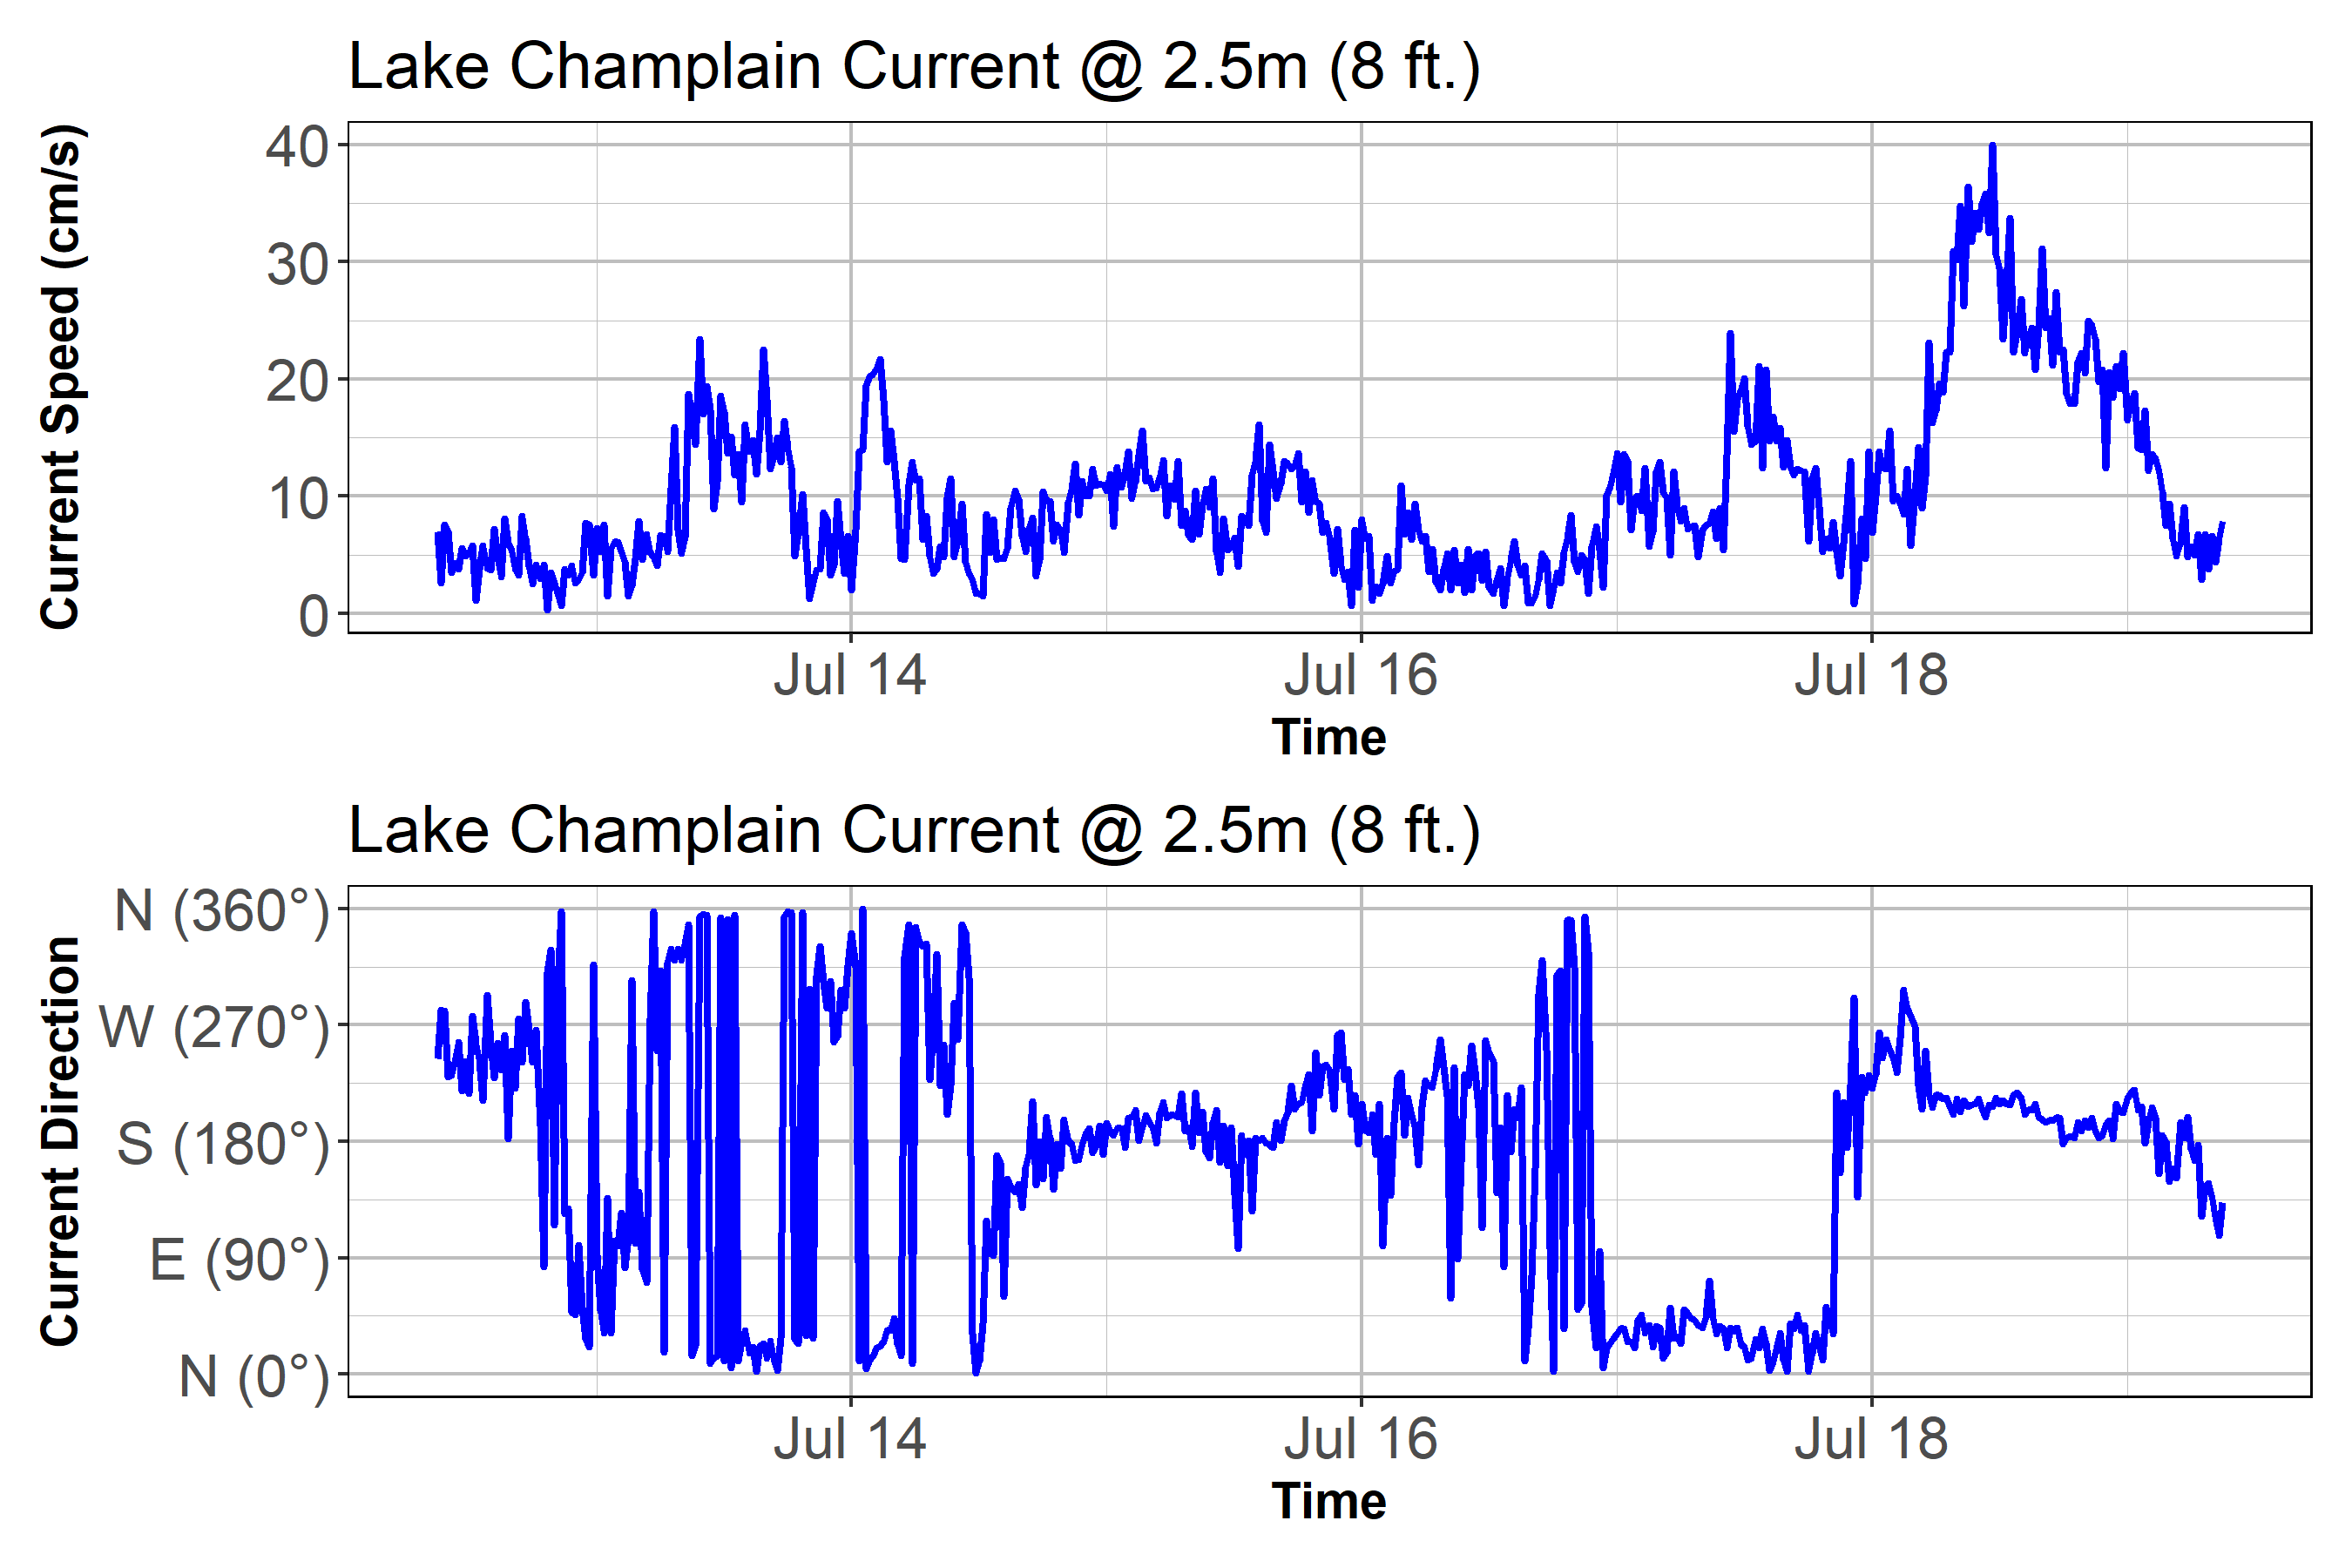 Lake Champlain Current @ 2.5m (8 ft.)
Current Speed (cm/s)
40
30
20
10
0
Jul 14 Jul 16 Jul 18
Time
Lake Champlain Current @ 2.5m (8 ft.)
Current Direction
N (360°)
W (270°)
S (180°)
E (90°)
N (0°)
Jul 14 Jul 16 Jul 18
Time